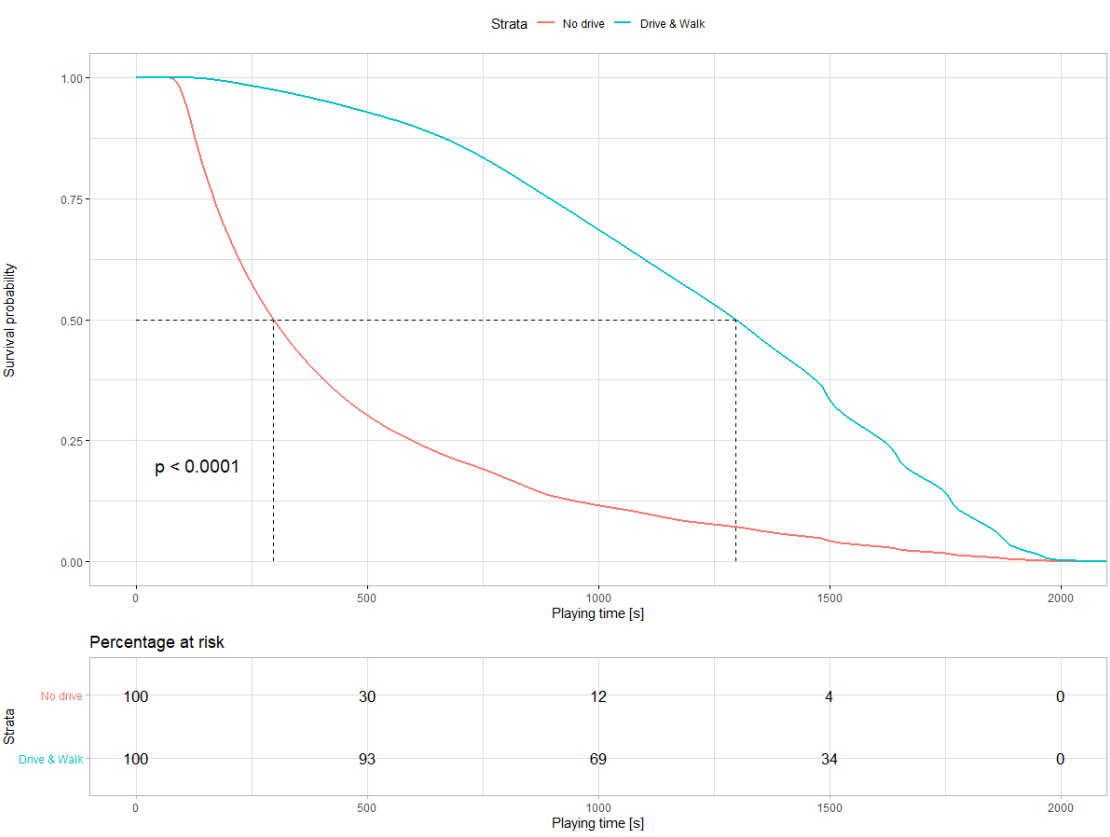 Strata No drive Drive & Walk
1.00
0.75
0.50
0.25
0.00
Survival probability
p < 0.0001
0 500 1000 1500 2000
Playing time [s]
Percentage at risk
Strata
No drive 100 30 12 4 0
Drive & Walk 100 93 69 34 0
0 500 1000 1500 2000
Playing time [s]